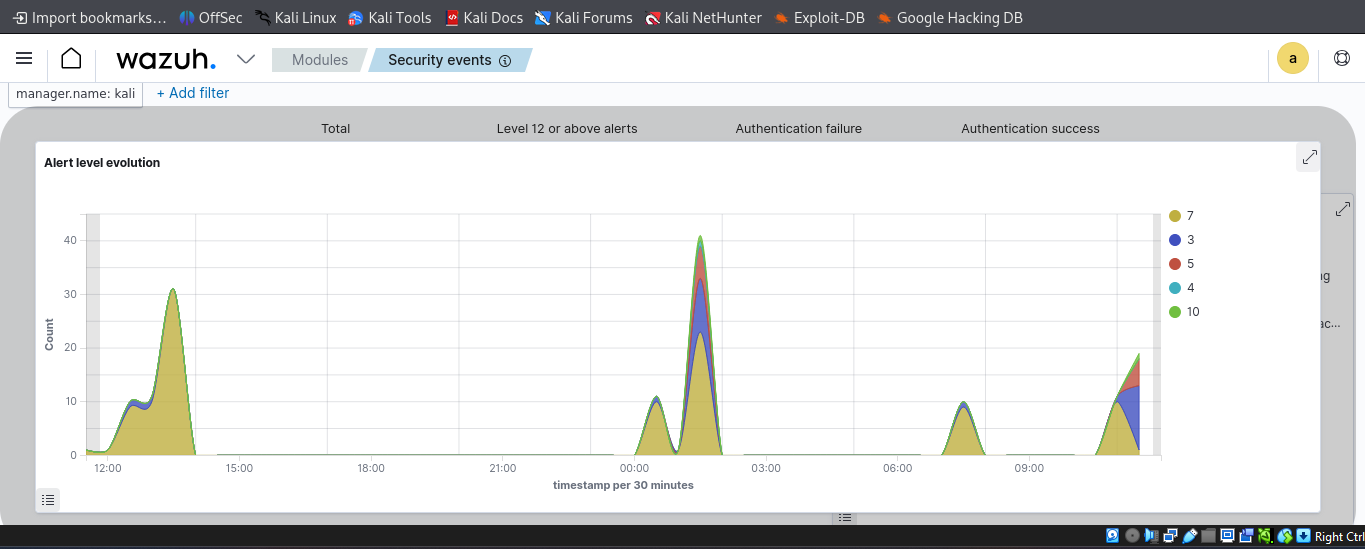 Import bookmarks... OffSec Kali Linux Kali Tools Kali Docs Kali Forums Kali NetHunter Exploit-DB Google Hacking DB
wazuh. Modules Security events a
manager.name: kali + Add filter
Total Level 12 or above alerts Authentication failure Authentication success
Alert level evolution
40
30
20
10
0
Count
12:00 15:00 18:00 21:00 00:00 03:00 06:00 09:00
timestamp per 30 minutes
7
3
5
4
10
ng
ac...
Right Ctrl